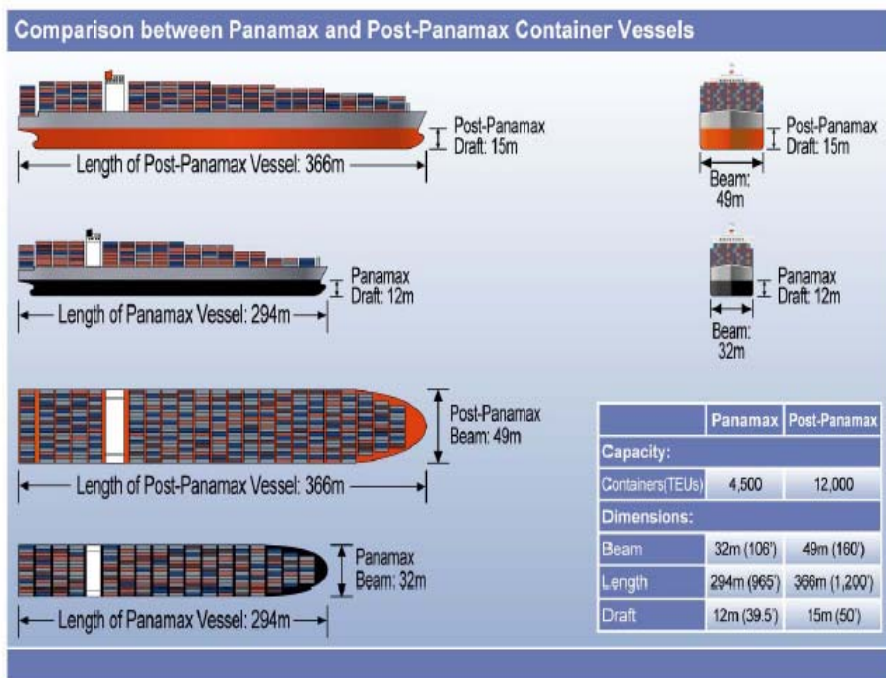 Comparison between Panamax and Post-Panamax Container Vessels
Post-Panamax
Draft: 15m
Length of Post-Panamax Vessel: 366m
Post-Panamax
Draft: 15m
Beam:
49m
Panamax
Draft: 12m
Length of Panamax Vessel: 294m
Panamax
Draft: 12m
Beam:
32m
Post-Panamax
Beam: 49m
Length of Post-Panamax Vessel: 366m
Panamax
Beam: 32m
Length of Panamax Vessel: 294m
Panamax Post-Panamax
Capacity:
Containers(TEUs) 4,500 12,000
Dimensions:
Beam 32m (106') 49m (160')
Length 294m (965') 366m (1,200')
Draft 12m (39.5') 15m (50')